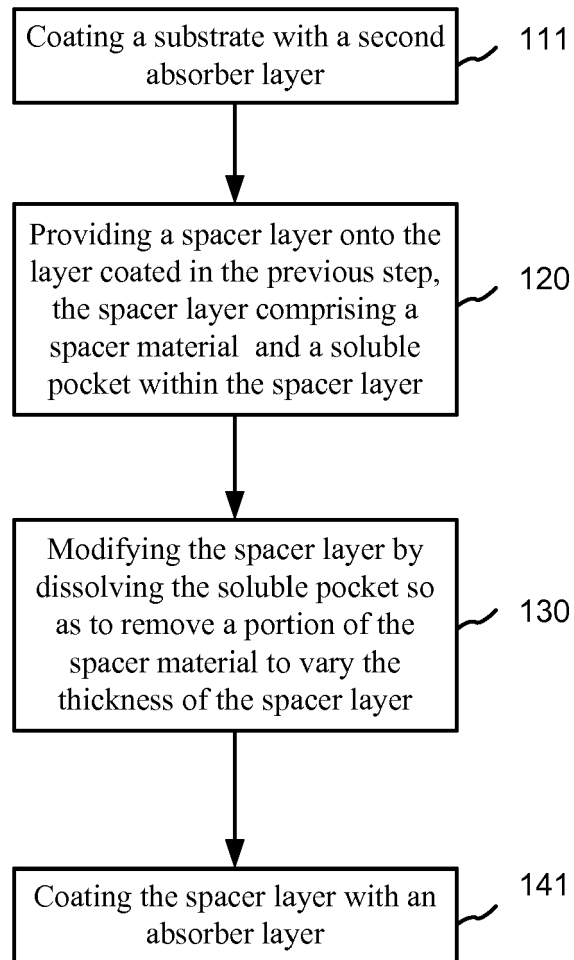 Coating a substrate with a second
absorber layer
111
Providing a spacer layer onto the
layer coated in the previous step,
the spacer layer comprising a
spacer material and a soluble
pocket within the spacer layer
120
Modifying the spacer layer by
dissolving the soluble pocket so
as to remove a portion of the
spacer material to vary the
thickness of the spacer layer
130
Coating the spacer layer with an
absorber layer
141